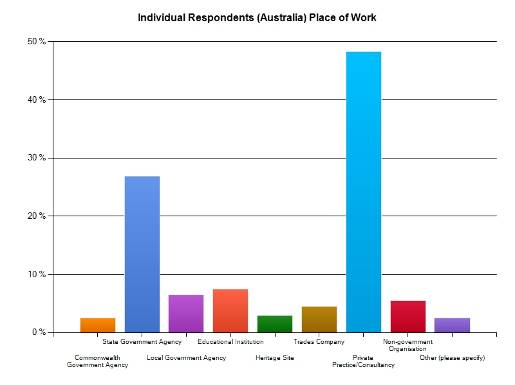 Individual Respondents (Australia) Place of Work
50 %
40 %
30 %
20 %
10 %
0 %
State Government Agency
Educational Institution
Trades Company
Non-government
Organisation
Commonwealth
Government Agency
Local Government Agency
Heritage Site
Private
Practice/Consultancy
Other (please specify)